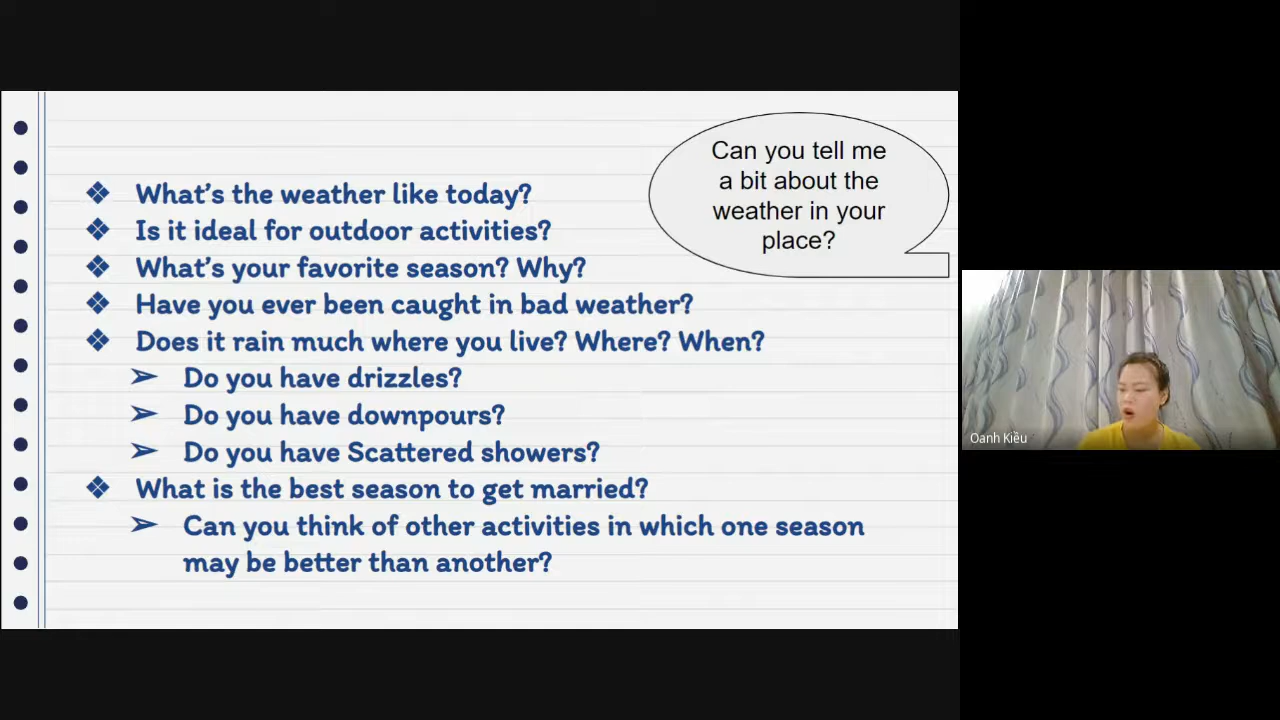 Can you tell me
a bit about the
weather in your
place?
❖ What's the weather like today?
❖ Is it ideal for outdoor activities?
❖ What's your favorite season? Why?
❖ Have you ever been caught in bad weather?
❖ Does it rain much where you live? Where? When?
➢ Do you have drizzles?
➢ Do you have downpours?
➢ Do you have Scattered showers?
❖ What is the best season to get married?
➢ Can you think of other activities in which one season
may be better than another?
Oanh Kiều